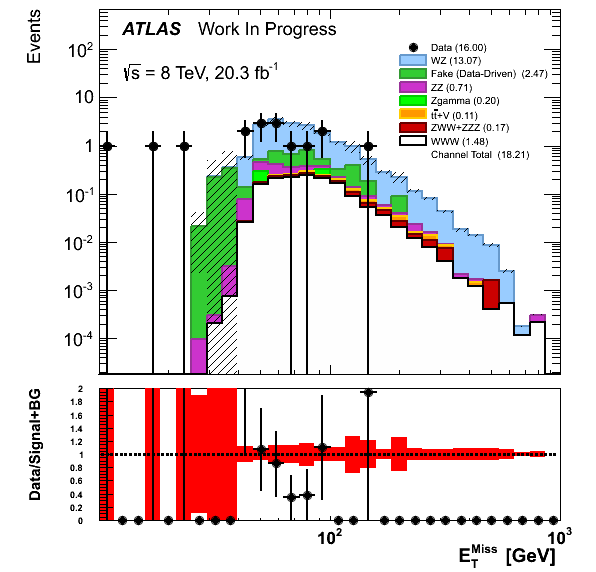 Events
ATLAS Work In Progress
√s = 8 TeV, 20.3 fb⁻¹
Data (16.00)
WZ (13.07)
Fake (Data-Driven) (2.47)
ZZ (0.71)
Zgamma (0.20)
tt̄+V (0.11)
ZWW+ZZZ (0.17)
WWW (1.48)
Channel Total (18.21)
10²
10
1
10⁻¹
10⁻²
10⁻³
10⁻⁴
Data/Signal+BG
2
1.8
1.6
1.4
1.2
1
0.8
0.6
0.4
0.2
0
10² 10³
E_T^Miss [GeV]